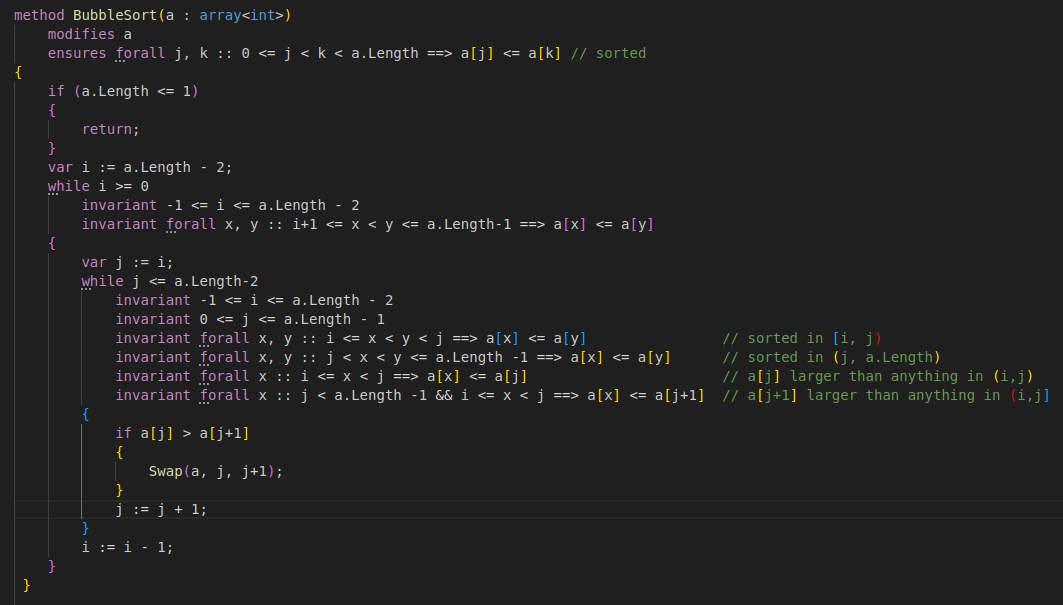 method BubbleSort(a : array<int>)
    modifies a
    ensures forall j, k :: 0 <= j < k < a.Length ==> a[j] <= a[k] // sorted
{
    if (a.Length <= 1)
    {
        return;
    }
    var i := a.Length - 2;
    while i >= 0
        invariant -1 <= i <= a.Length - 2
        invariant forall x, y :: i+1 <= x < y <= a.Length-1 ==> a[x] <= a[y]
    {
        var j := i;
        while j <= a.Length-2
            invariant -1 <= i <= a.Length - 2
            invariant 0 <= j <= a.Length - 1
            invariant forall x, y :: i <= x < y < j ==> a[x] <= a[y]                // sorted in [i, j)
            invariant forall x, y :: j < x < y <= a.Length -1 ==> a[x] <= a[y]      // sorted in (j, a.Length)
            invariant forall x :: i <= x < j ==> a[x] <= a[j]                       // a[j] larger than anything in (i,j)
            invariant forall x :: j < a.Length -1 && i <= x < j ==> a[x] <= a[j+1]  // a[j+1] larger than anything in (i,j]
        {
            if a[j] > a[j+1]
            {
                Swap(a, j, j+1);
            }
            j := j + 1;
        }
        i := i - 1;
    }
 }